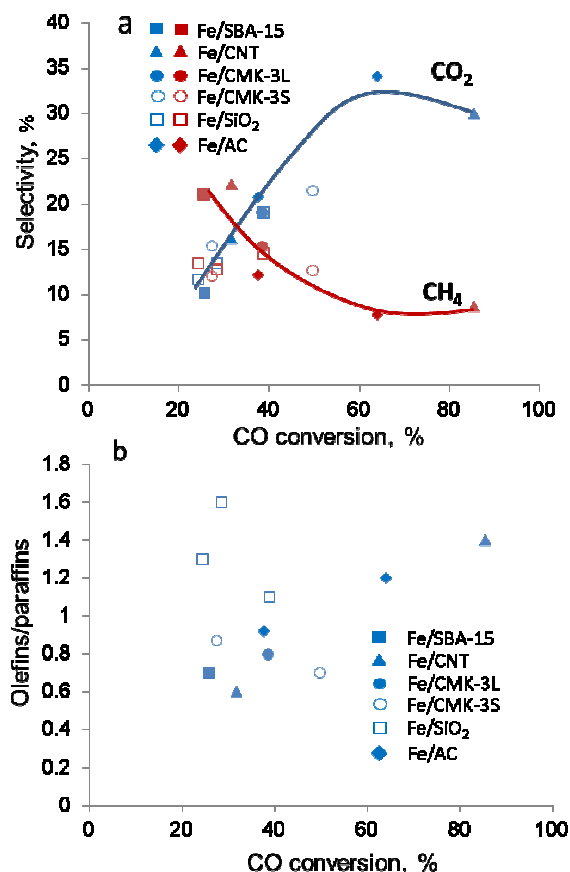 a
40
35
30
25
20
15
10
5
0
Selectivity, %
Fe/SBA-15
Fe/CNT
Fe/CMK-3L
Fe/CMK-3S
Fe/SiO₂
Fe/AC
CO₂
CH₄
0 20 40 60 80 100
CO conversion, %
b
1.8
1.6
1.4
1.2
1
0.8
0.6
0.4
0.2
0
Olefins/paraffins
Fe/SBA-15
Fe/CNT
Fe/CMK-3L
Fe/CMK-3S
Fe/SiO₂
Fe/AC
0 20 40 60 80 100
CO conversion, %